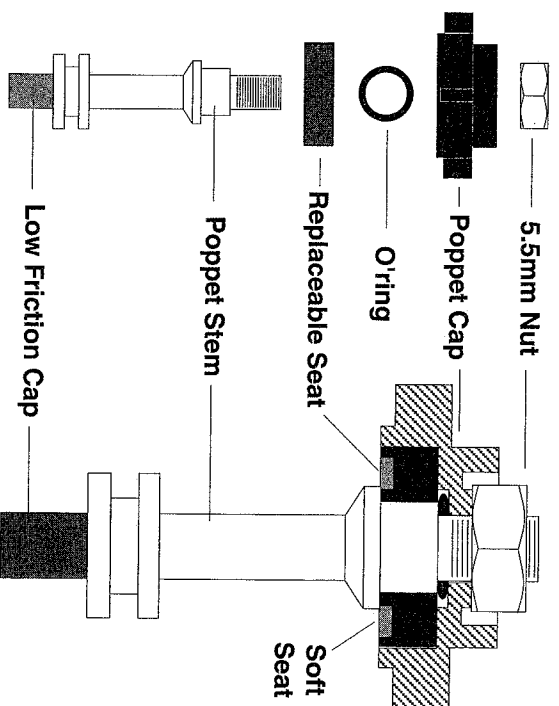 5.5mm Nut
Poppet Cap
O'ring
Replaceable Seat
Poppet Stem
Low Friction Cap
Soft
Seat